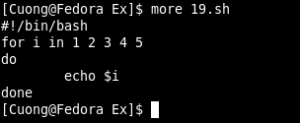 [Cuong@Fedora Ex]$ more 19.sh
#!/bin/bash
for i in 1 2 3 4 5
do
        echo $i
done
[Cuong@Fedora Ex]$